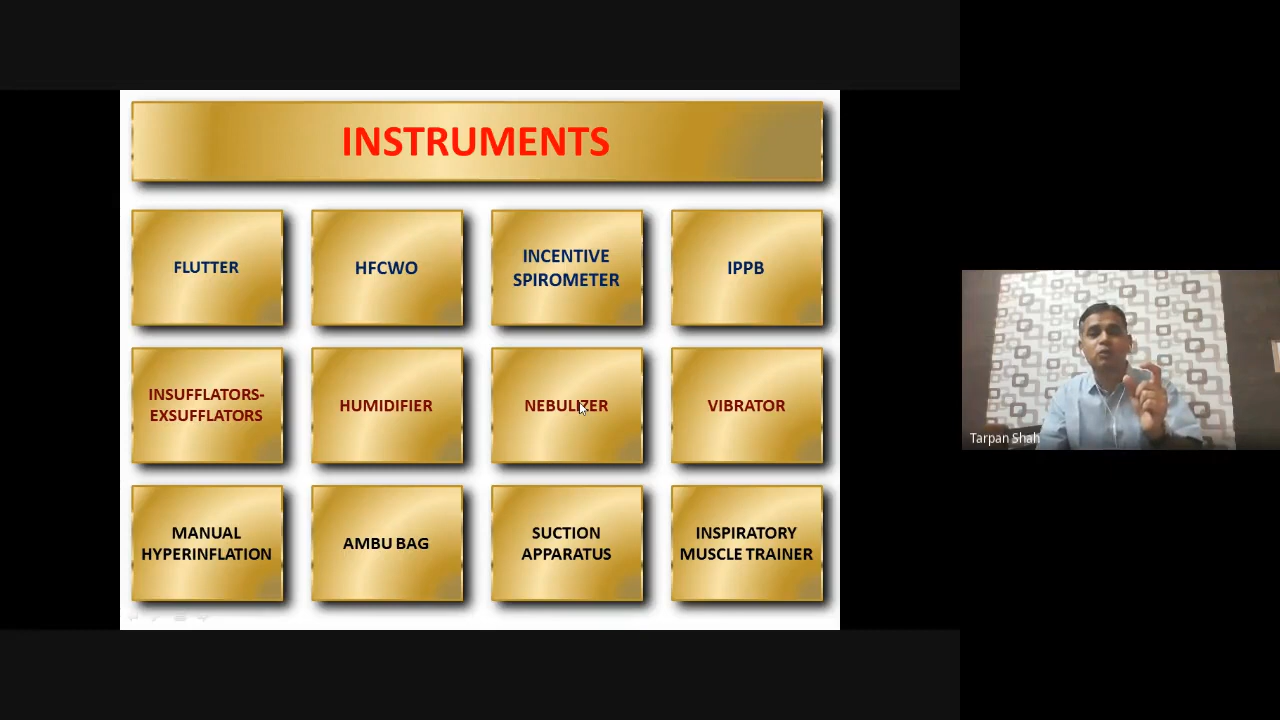 INSTRUMENTS
FLUTTER
HFCWO
INCENTIVE
SPIROMETER
IPPB
INSUFFLATORS-
EXSUFFLATORS
HUMIDIFIER
NEBULIZER
VIBRATOR
MANUAL
HYPERINFLATION
AMBU BAG
SUCTION
APPARATUS
INSPIRATORY
MUSCLE TRAINER
Tarpan Shah